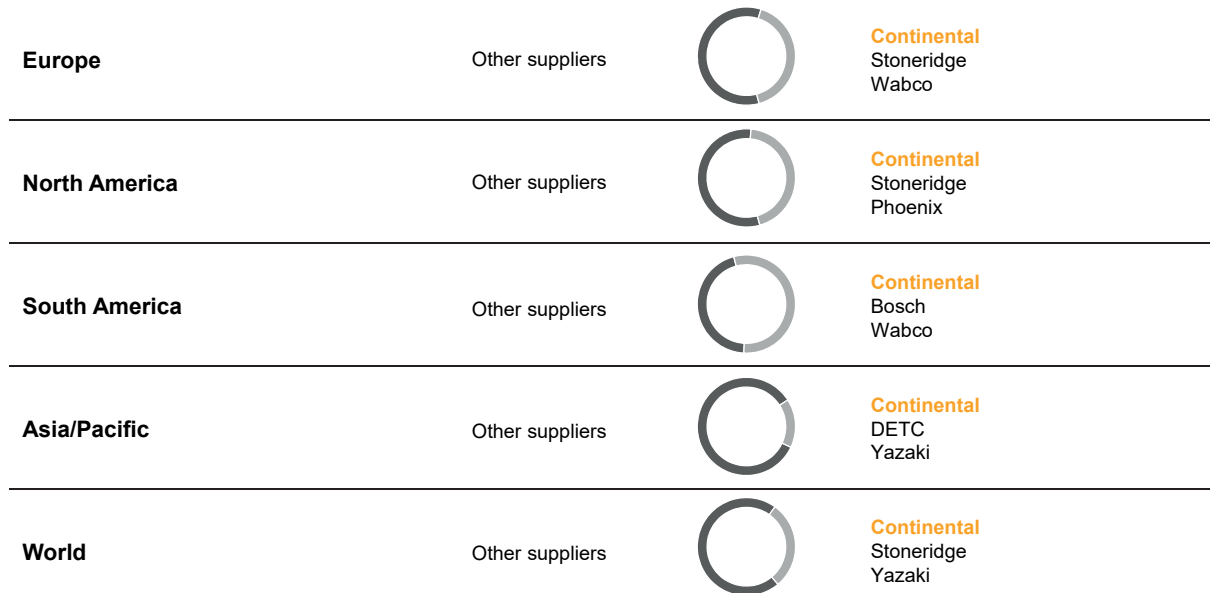 Europe
Other suppliers
Continental
Stoneridge
Wabco
North America
Other suppliers
Continental
Stoneridge
Phoenix
South America
Other suppliers
Continental
Bosch
Wabco
Asia/Pacific
Other suppliers
Continental
DETC
Yazaki
World
Other suppliers
Continental
Stoneridge
Yazaki